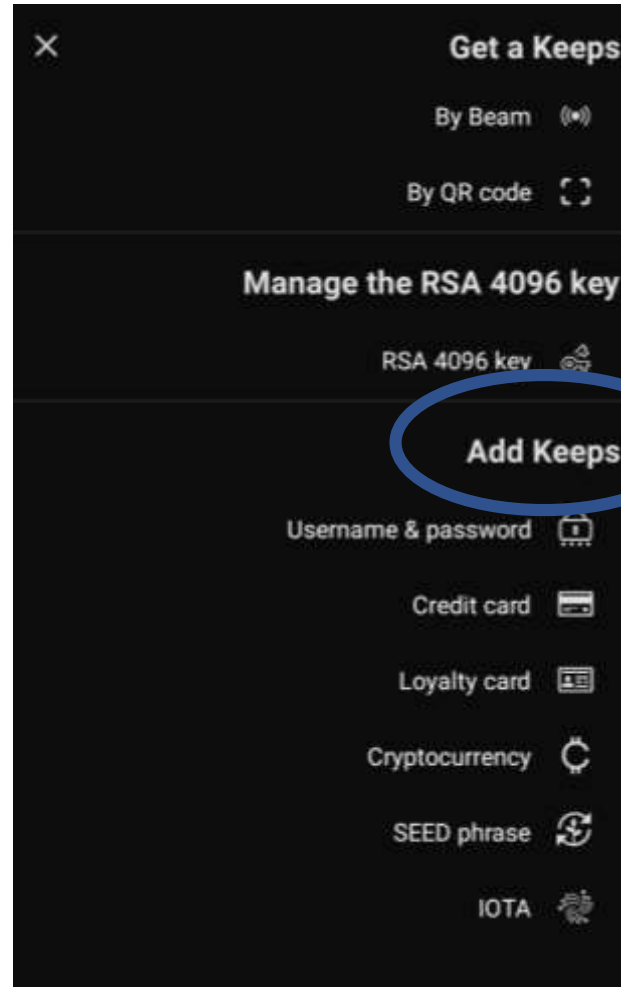 Get a Keeps
By Beam
By QR code
Manage the RSA 4096 key
RSA 4096 key
Add Keeps
Username & password
Credit card
Loyalty card
Cryptocurrency
SEED phrase
IOTA